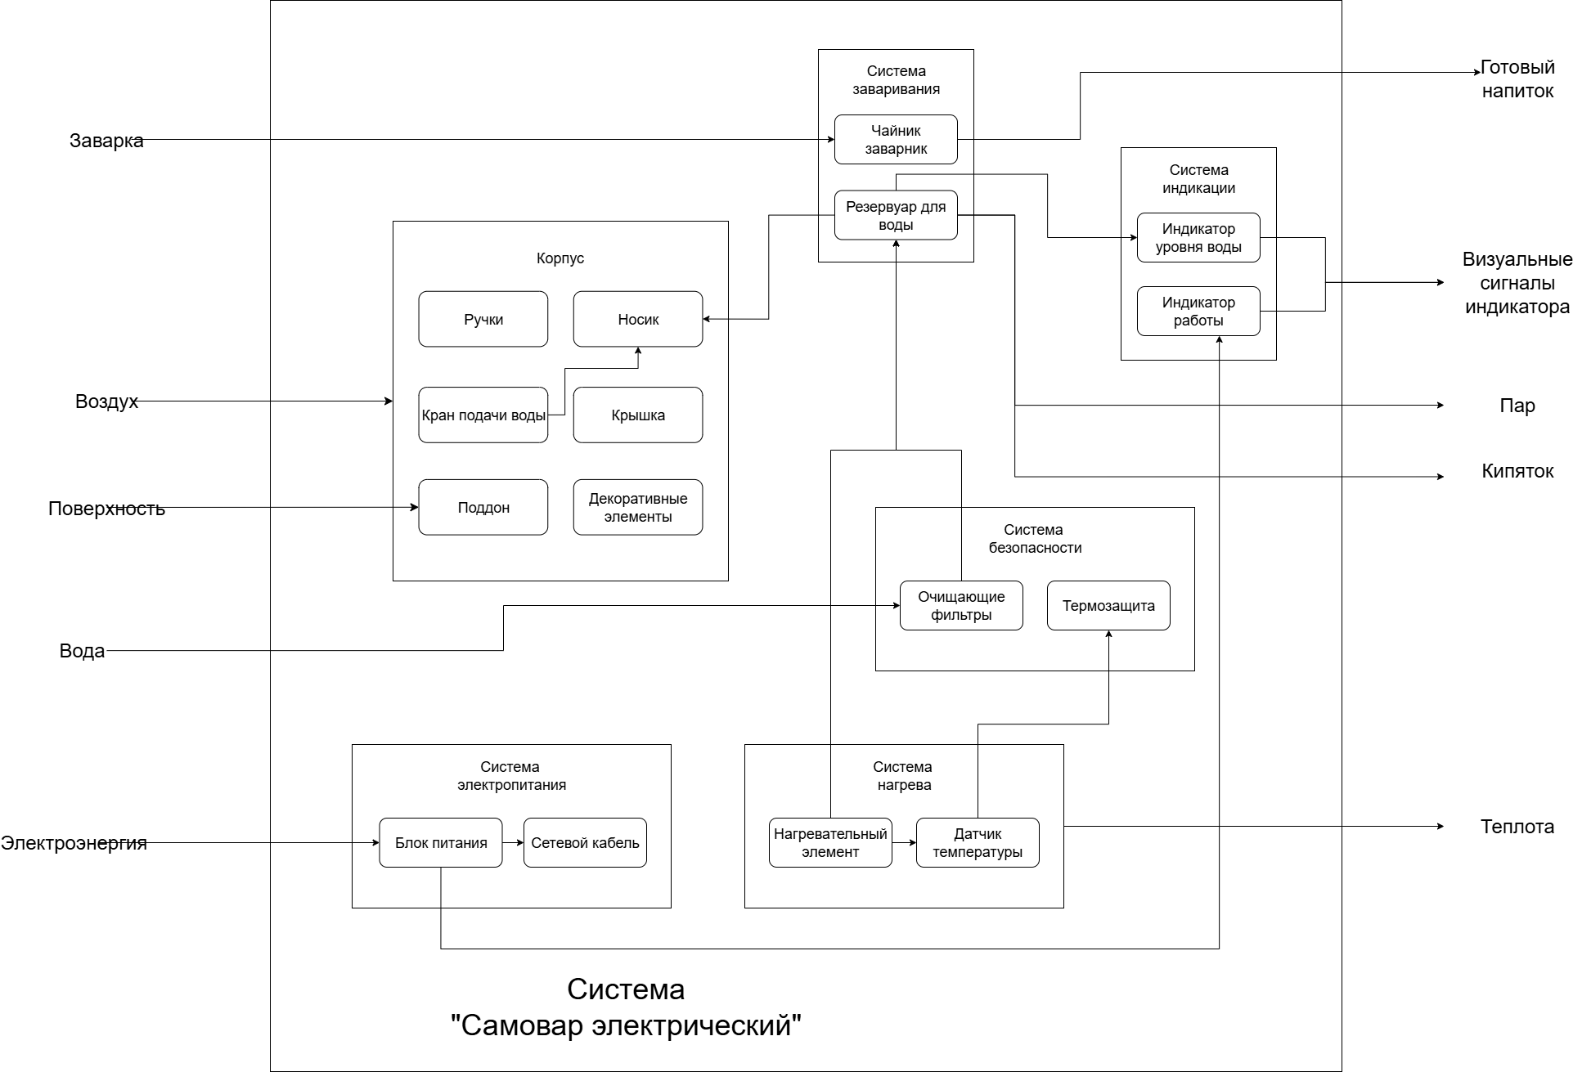 Система
заваривания
Готовый
напиток
Заварка
Чайник
заварник
Система
индикации
Резервуар для
воды
Индикатор
уровня воды
Корпус
Визуальные
сигналы
индикатора
Индикатор
работы
Ручки
Носик
Воздух
Кран подачи воды
Крышка
Пар
Кипяток
Поверхность
Поддон
Декоративные
элементы
Система
безопасности
Очищающие
фильтры
Термозащита
Вода
Система
электропитания
Система
нагрева
Электроэнергия
Блок питания
Сетевой кабель
Нагревательный
элемент
Датчик
температуры
Теплота
Система
"Самовар электрический"